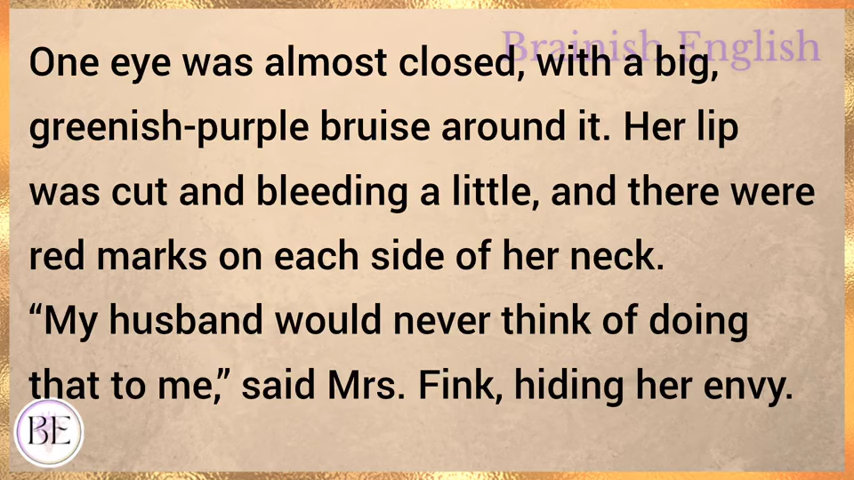 Brainish English
One eye was almost closed, with a big,
greenish-purple bruise around it. Her lip
was cut and bleeding a little, and there were
red marks on each side of her neck.
“My husband would never think of doing
that to me,” said Mrs. Fink, hiding her envy.
BE